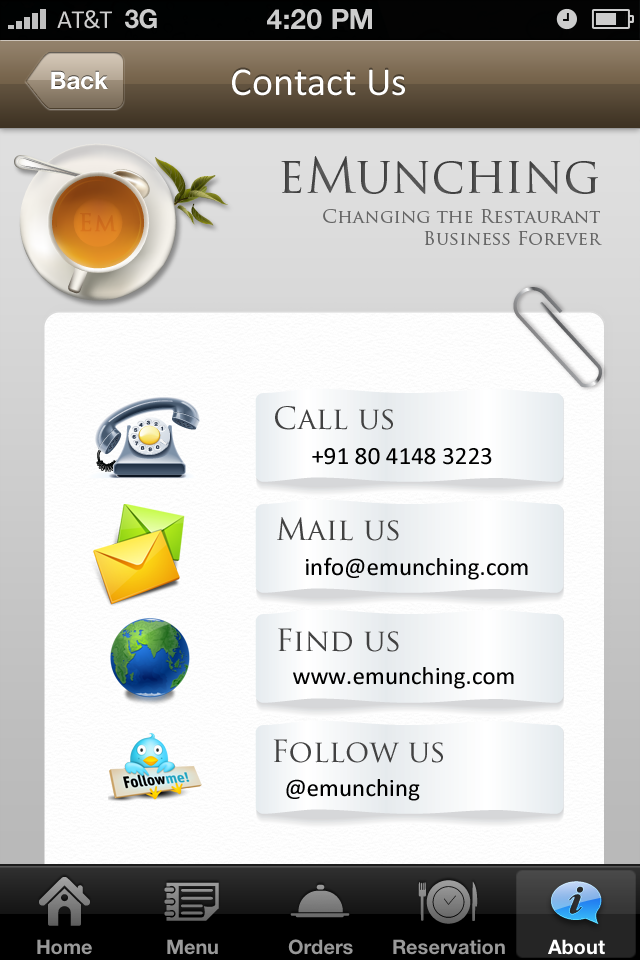 AT&T 3G 4:20 PM
Back
Contact Us
EM
eMunching
Changing the Restaurant
Business Forever
Call us
+91 80 4148 3223
Mail us
info@emunching.com
Find us
www.emunching.com
Follow us
@emunching
Followme!
Home Menu Orders Reservation About